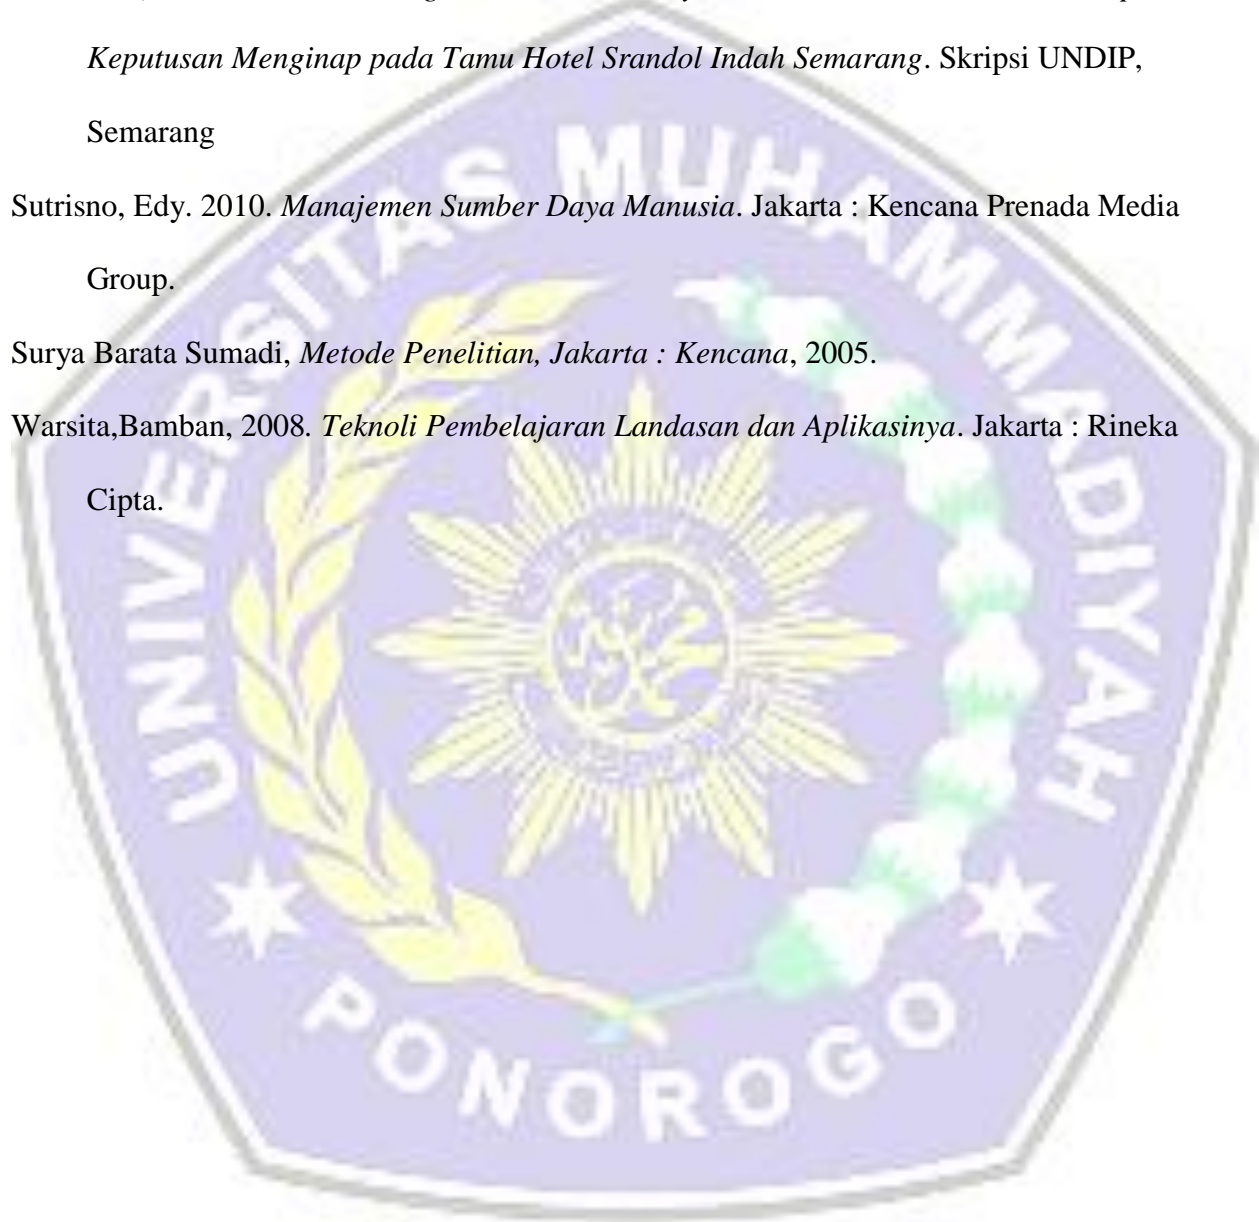 Keputusan Menginap pada Tamu Hotel Srandol Indah Semarang. Skripsi UNDIP,
Semarang
Sutrisno, Edy. 2010. Manajemen Sumber Daya Manusia. Jakarta : Kencana Prenada Media
Group.
Surya Barata Sumadi, Metode Penelitian, Jakarta : Kencana, 2005.
Warsita,Bamban, 2008. Teknoli Pembelajaran Landasan dan Aplikasinya. Jakarta : Rineka
Cipta.
UNIVERSITAS MUHAMMADIYAH
PONOROGO